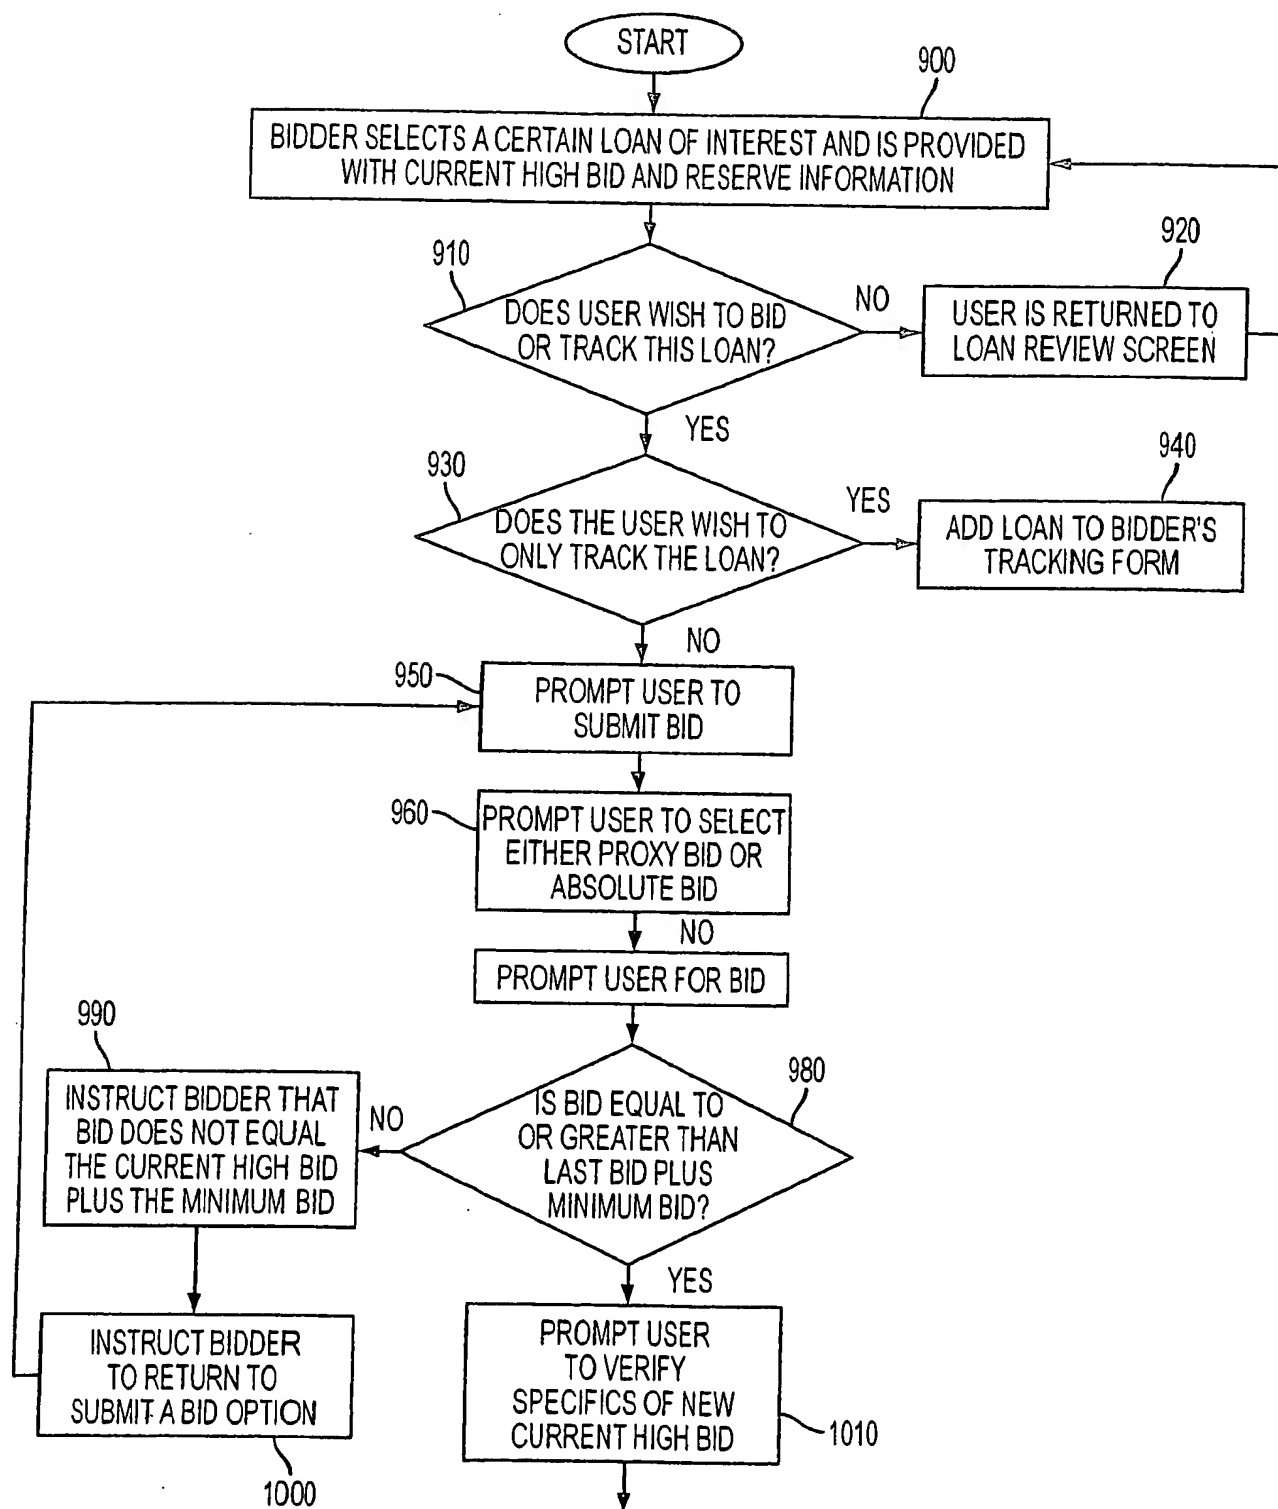 START
900
BIDDER SELECTS A CERTAIN LOAN OF INTEREST AND IS PROVIDED
WITH CURRENT HIGH BID AND RESERVE INFORMATION
910
DOES USER WISH TO BID
OR TRACK THIS LOAN?
NO
920
USER IS RETURNED TO
LOAN REVIEW SCREEN
YES
930
DOES THE USER WISH TO
ONLY TRACK THE LOAN?
YES
940
ADD LOAN TO BIDDER'S
TRACKING FORM
NO
950
PROMPT USER TO
SUBMIT BID
960
PROMPT USER TO SELECT
EITHER PROXY BID OR
ABSOLUTE BID
NO
PROMPT USER FOR BID
980
IS BID EQUAL TO
OR GREATER THAN
LAST BID PLUS
MINIMUM BID?
NO
990
INSTRUCT BIDDER THAT
BID DOES NOT EQUAL
THE CURRENT HIGH BID
PLUS THE MINIMUM BID
YES
INSTRUCT BIDDER
TO RETURN TO
SUBMIT A BID OPTION
1000
PROMPT USER
TO VERIFY
SPECIFICS OF NEW
CURRENT HIGH BID
1010